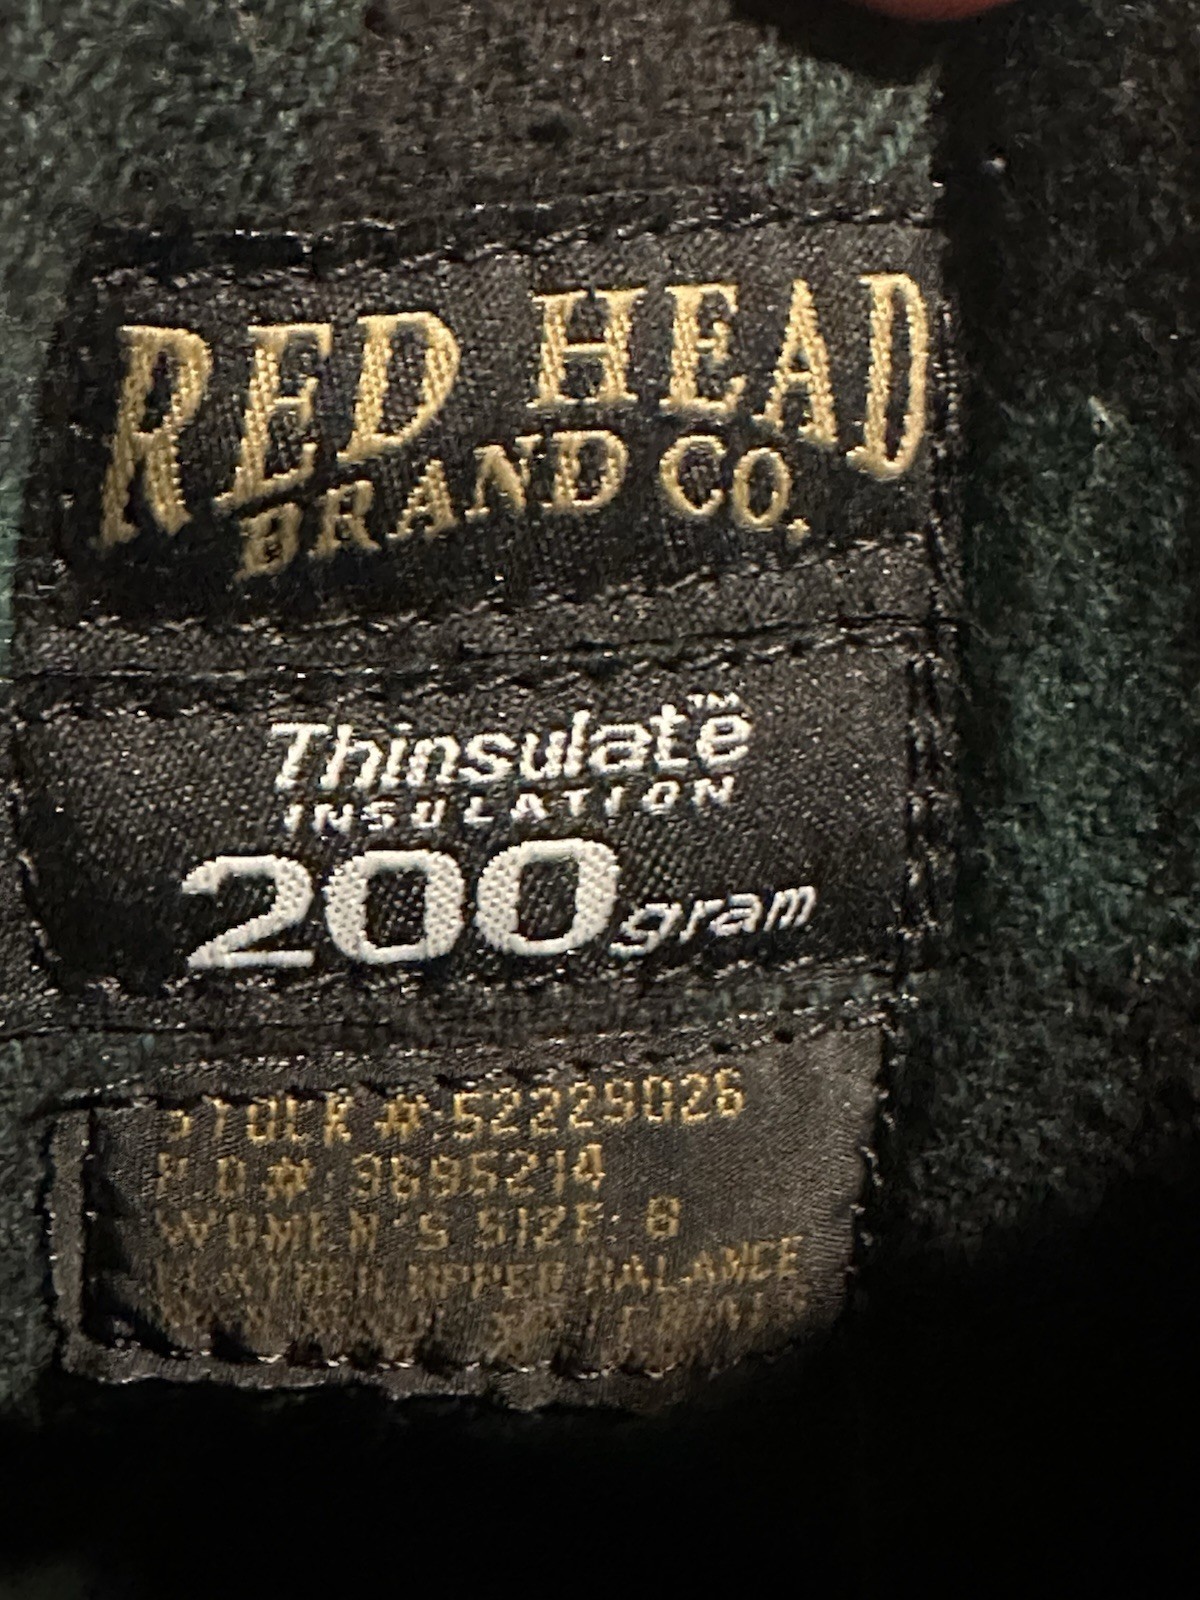 RED HEAD
BRAND CO.
Thinsulate™
INSULATION
200 gram
STOCK #:52229026
P.O#: 3695214
WOMEN'S SIZE: 8
LEATHER UPPER BALANCE